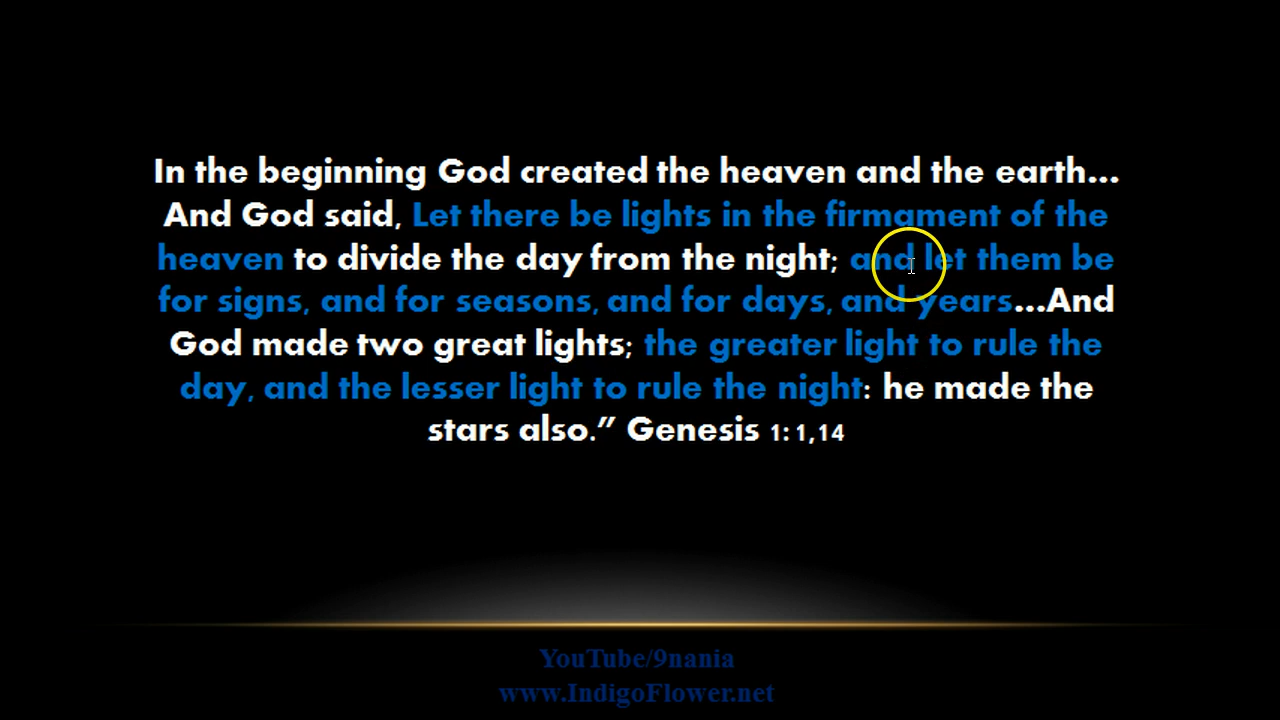 In the beginning God created the heaven and the earth...
And God said, Let there be lights in the firmament of the
heaven to divide the day from the night; and let them be
for signs, and for seasons, and for days, and years...And
God made two great lights; the greater light to rule the
day, and the lesser light to rule the night: he made the
stars also.” Genesis 1:1,14
YouTube/9nania
www.IndigoFlower.net